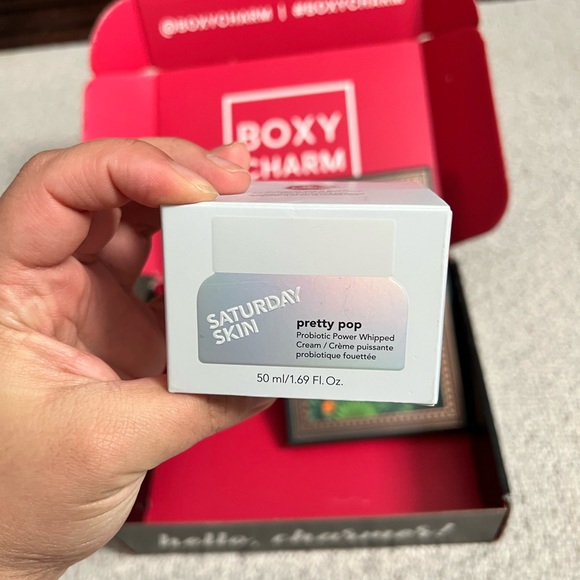 @BOXYCHARM | #BOXYCHARM
BOXY
CHARM
SATURDAY
SKIN
pretty pop
Probiotic Power Whipped
Cream / Crème puissante
probiotique fouettée
50 ml/1.69 Fl. Oz.
hello, charmer!